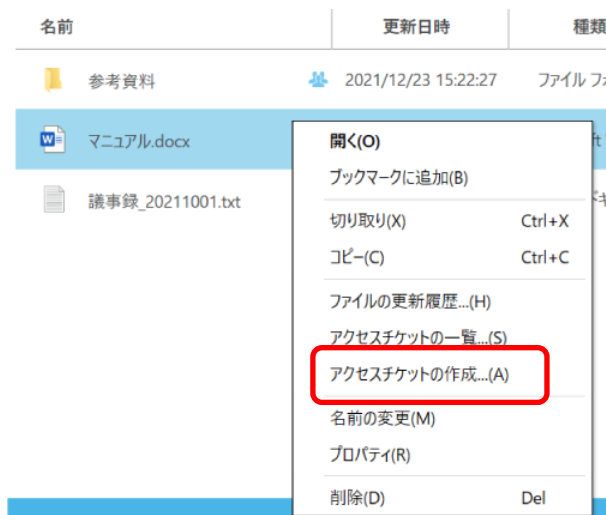 名前 更新日時 種類
参考資料 2021/12/23 15:22:27 ファイル フォ
マニュアル.docx
開く(O)
ブックマークに追加(B)
議事録_20211001.txt
切り取り(X) Ctrl+X
コピー(C) Ctrl+C
ファイルの更新履歴...(H)
アクセスチケットの一覧...(S)
アクセスチケットの作成...(A)
名前の変更(M)
プロパティ(R)
削除(D) Del